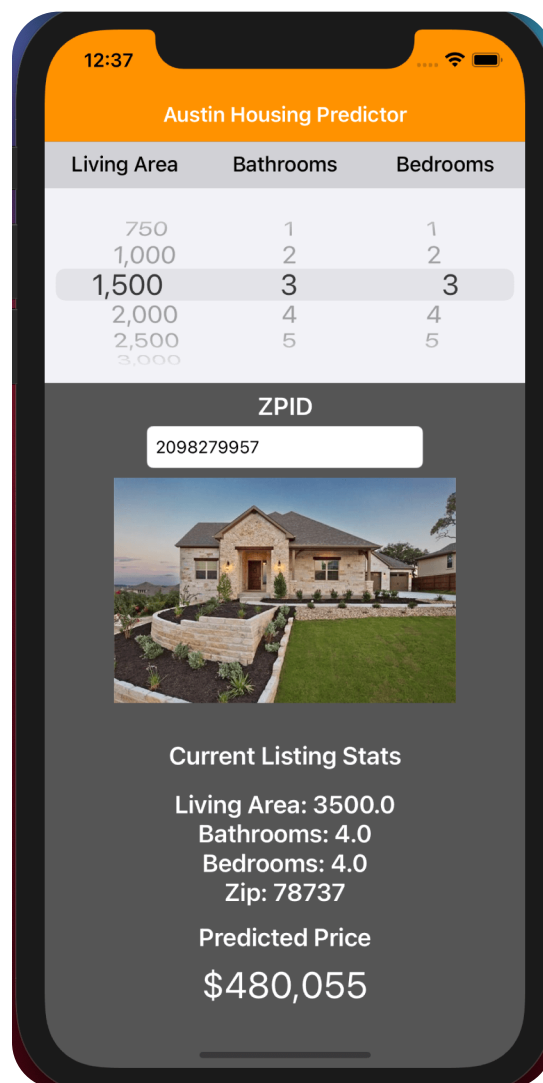 12:37
Austin Housing Predictor
Living Area Bathrooms Bedrooms
750 1 1
1,000 2 2
1,500 3 3
2,000 4 4
2,500 5 5
3,000
ZPID
2098279957
Current Listing Stats
Living Area: 3500.0
Bathrooms: 4.0
Bedrooms: 4.0
Zip: 78737
Predicted Price
$480,055